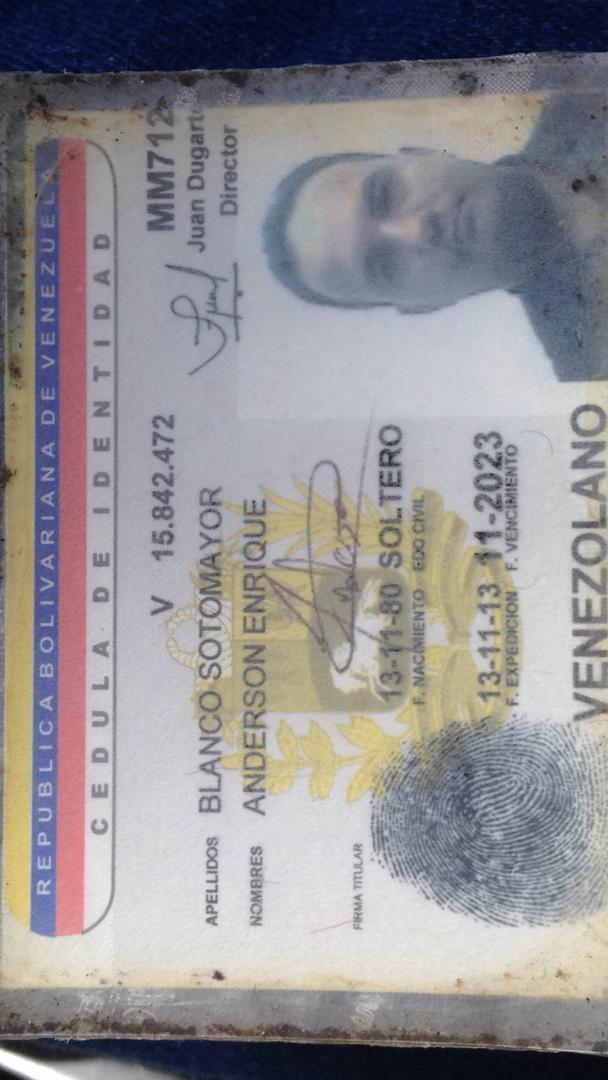 REPUBLICA BOLIVARIANA DE VENEZUELA
CEDULA DE IDENTIDAD
V 15.842.472
MM712
Juan Dugarte
Director
APELLIDOS BLANCO SOTOMAYOR
NOMBRES ANDERSON ENRIQUE
FIRMA TITULAR
13-11-80 SOLTERO
F. NACIMIENTO EDO CIVIL
13-11-13 11-2023
F. EXPEDICION F. VENCIMIENTO
VENEZOLANO